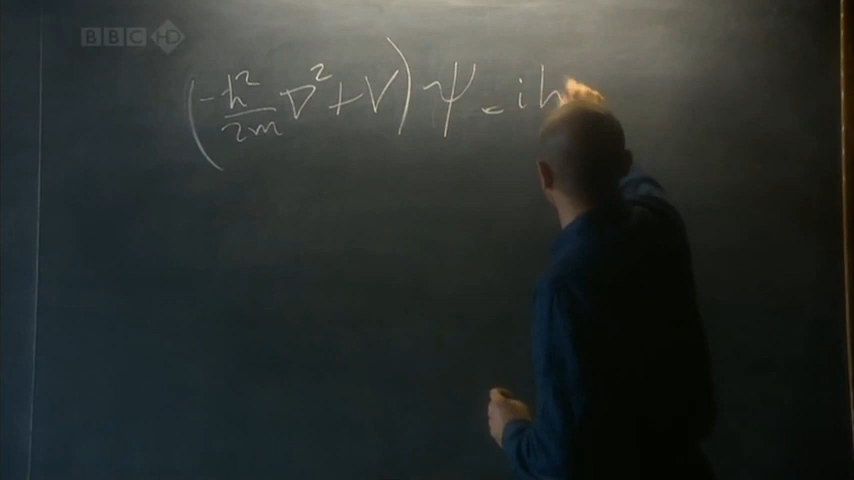 BBC HD
(-ħ²/2m ∇² + V) Ψ = iħ